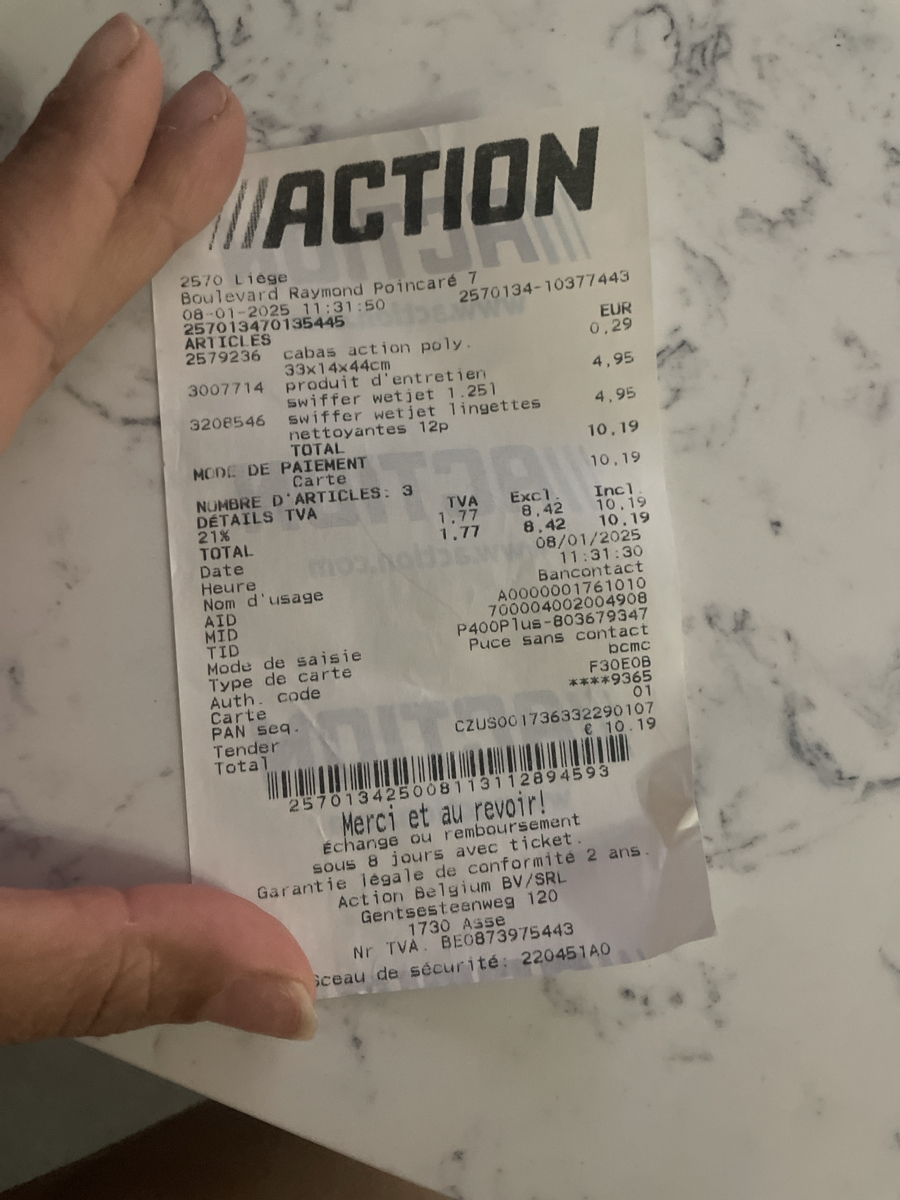 ACTION
2570 Liége
Boulevard Raymond Poincaré 7
08-01-2025 11:31:50 2570134-10377443
257013470135445
ARTICLES EUR
2579236 cabas action poly. 0,29
33x14x44cm
3007714 produit d'entretien 4,95
swiffer wetjet 1.25l
3208546 swiffer wetjet lingettes 4,95
nettoyantes 12p
TOTAL 10,19
MODE DE PAIEMENT
Carte 10,19
NOMBRE D'ARTICLES: 3
DÉTAILS TVA TVA Excl. Incl.
21% 1,77 8,42 10,19
TOTAL 1,77 8,42 10,19
Date 08/01/2025
Heure 11:31:30
Nom d'usage Bancontact
AID A0000001761010
MID 700004002004908
TID P400Plus-803679347
Mode de saisie Puce sans contact
Type de carte bcmc
Auth. code F30E0B
Carte ****9365
PAN seq. 01
Tender CZUS001736332290107
Total € 10.19
2570134250081131128945​93
Merci et au revoir!
Échange ou remboursement
sous 8 jours avec ticket.
Garantie légale de conformité 2 ans.
Action Belgium BV/SRL
Gentsesteenweg 120
1730 Asse
Nr TVA. BE0873975443
Sceau de sécurité: 220451A0